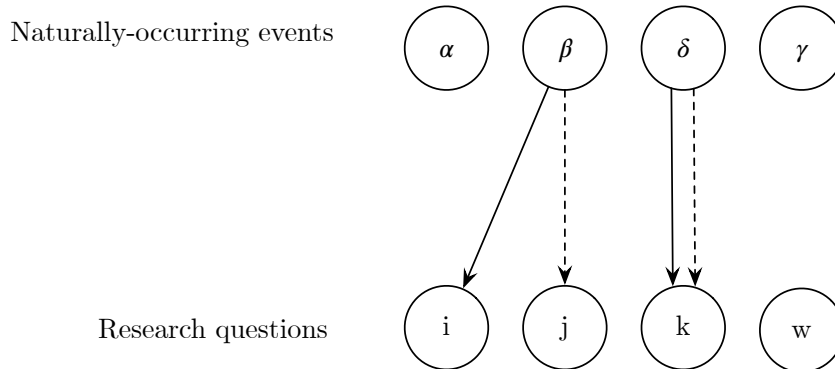 Naturally-occurring events
α β δ γ
Research questions
i j k w